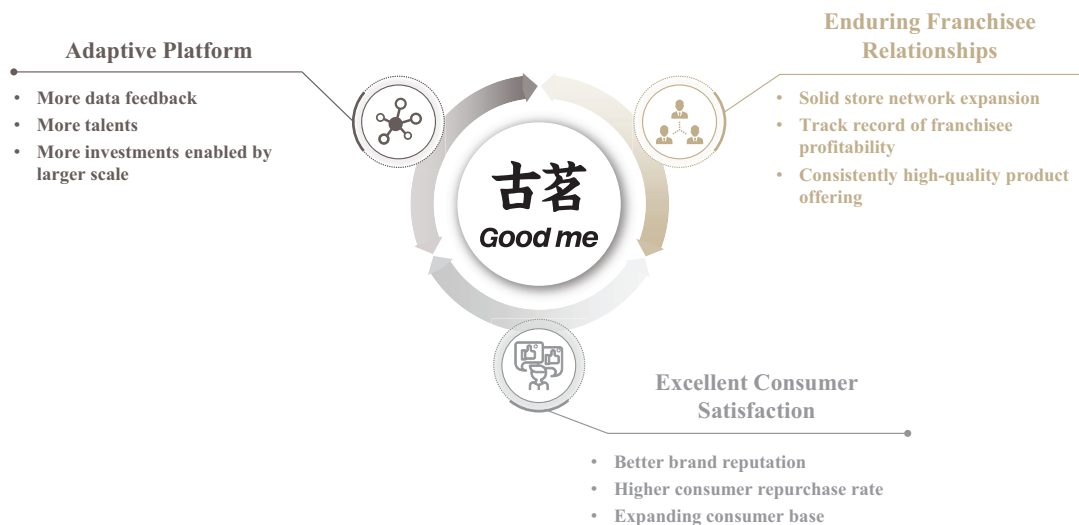 Adaptive Platform
• More data feedback
• More talents
• More investments enabled by
larger scale
Enduring Franchisee
Relationships
• Solid store network expansion
• Track record of franchisee
profitability
• Consistently high-quality product
offering
古茗
Good me
Excellent Consumer
Satisfaction
• Better brand reputation
• Higher consumer repurchase rate
• Expanding consumer base